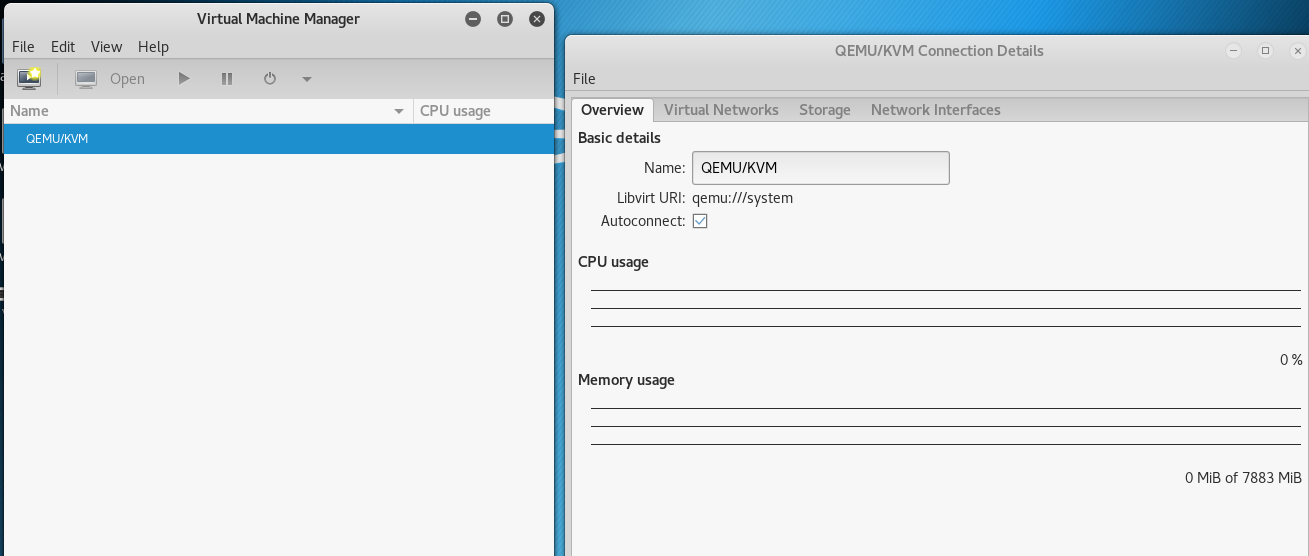 Virtual Machine Manager
File Edit View Help
Open
Name CPU usage
QEMU/KVM
QEMU/KVM Connection Details
File
Overview Virtual Networks Storage Network Interfaces
Basic details
Name: QEMU/KVM
Libvirt URI: qemu:///system
Autoconnect:
CPU usage
0 %
Memory usage
0 MiB of 7883 MiB